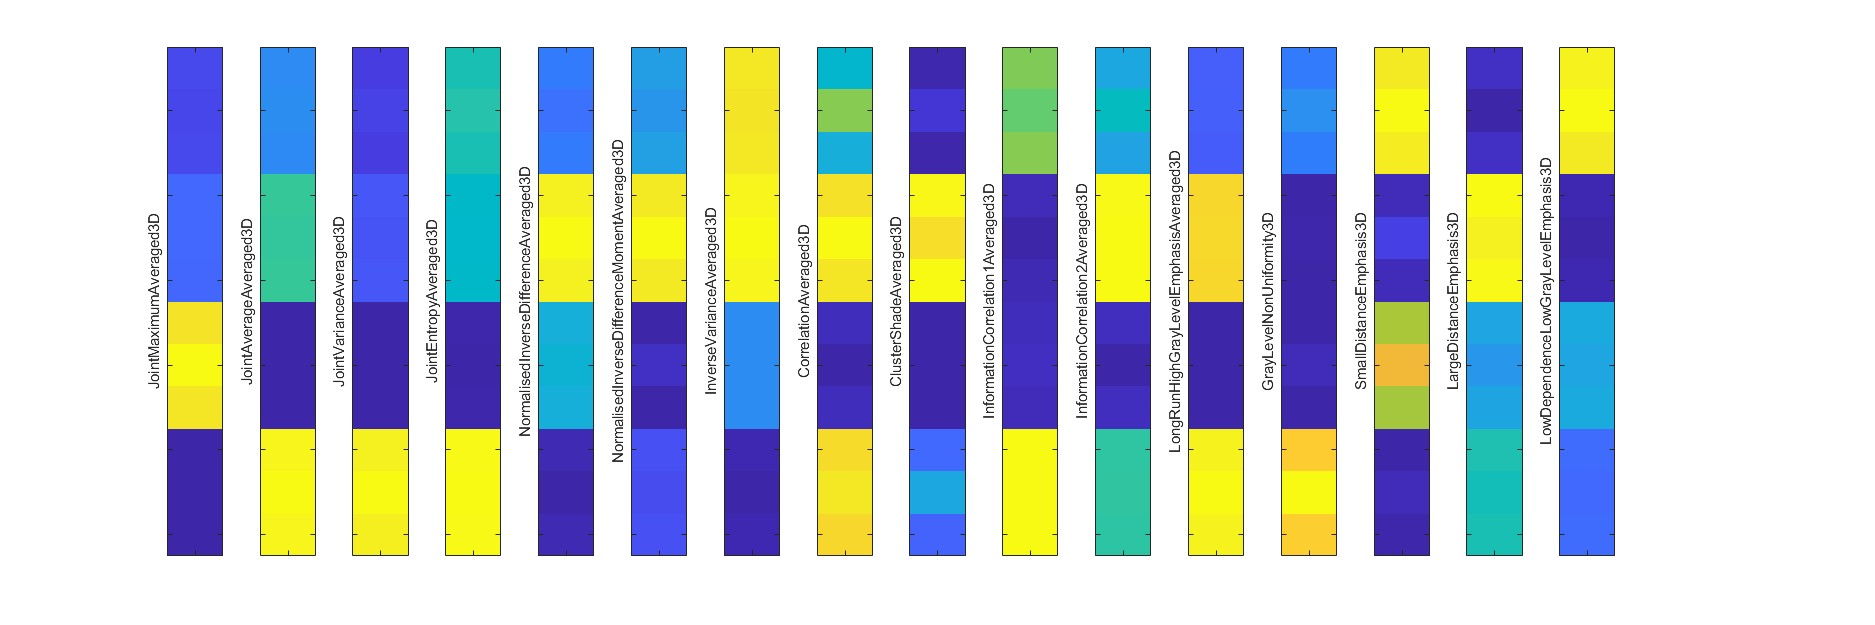 JointMaximumAveraged3D
JointAverageAveraged3D
JointVarianceAveraged3D
JointEntropyAveraged3D
NormalisedInverseDifferenceAveraged3D
NormalisedInverseDifferenceMomentAveraged3D
InverseVarianceAveraged3D
CorrelationAveraged3D
ClusterShadeAveraged3D
InformationCorrelation1Averaged3D
InformationCorrelation2Averaged3D
LongRunHighGrayLevelEmphasisAveraged3D
GrayLevelNonUniformity3D
SmallDistanceEmphasis3D
LargeDistanceEmphasis3D
LowDependenceLowGrayLevelEmphasis3D